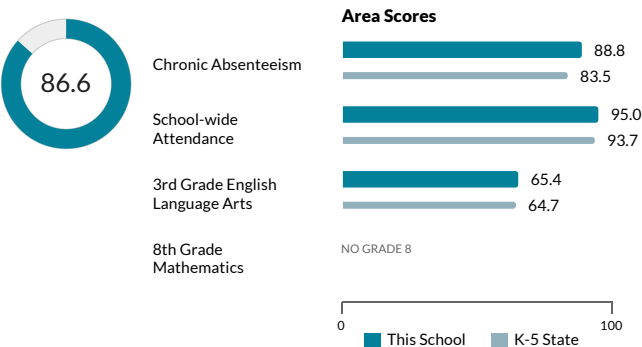 Area Scores
86.6
Chronic Absenteeism
88.8
83.5
School-wide
Attendance
95.0
93.7
3rd Grade English
Language Arts
65.4
64.7
8th Grade
Mathematics
NO GRADE 8
0
100
This School
K-5 State